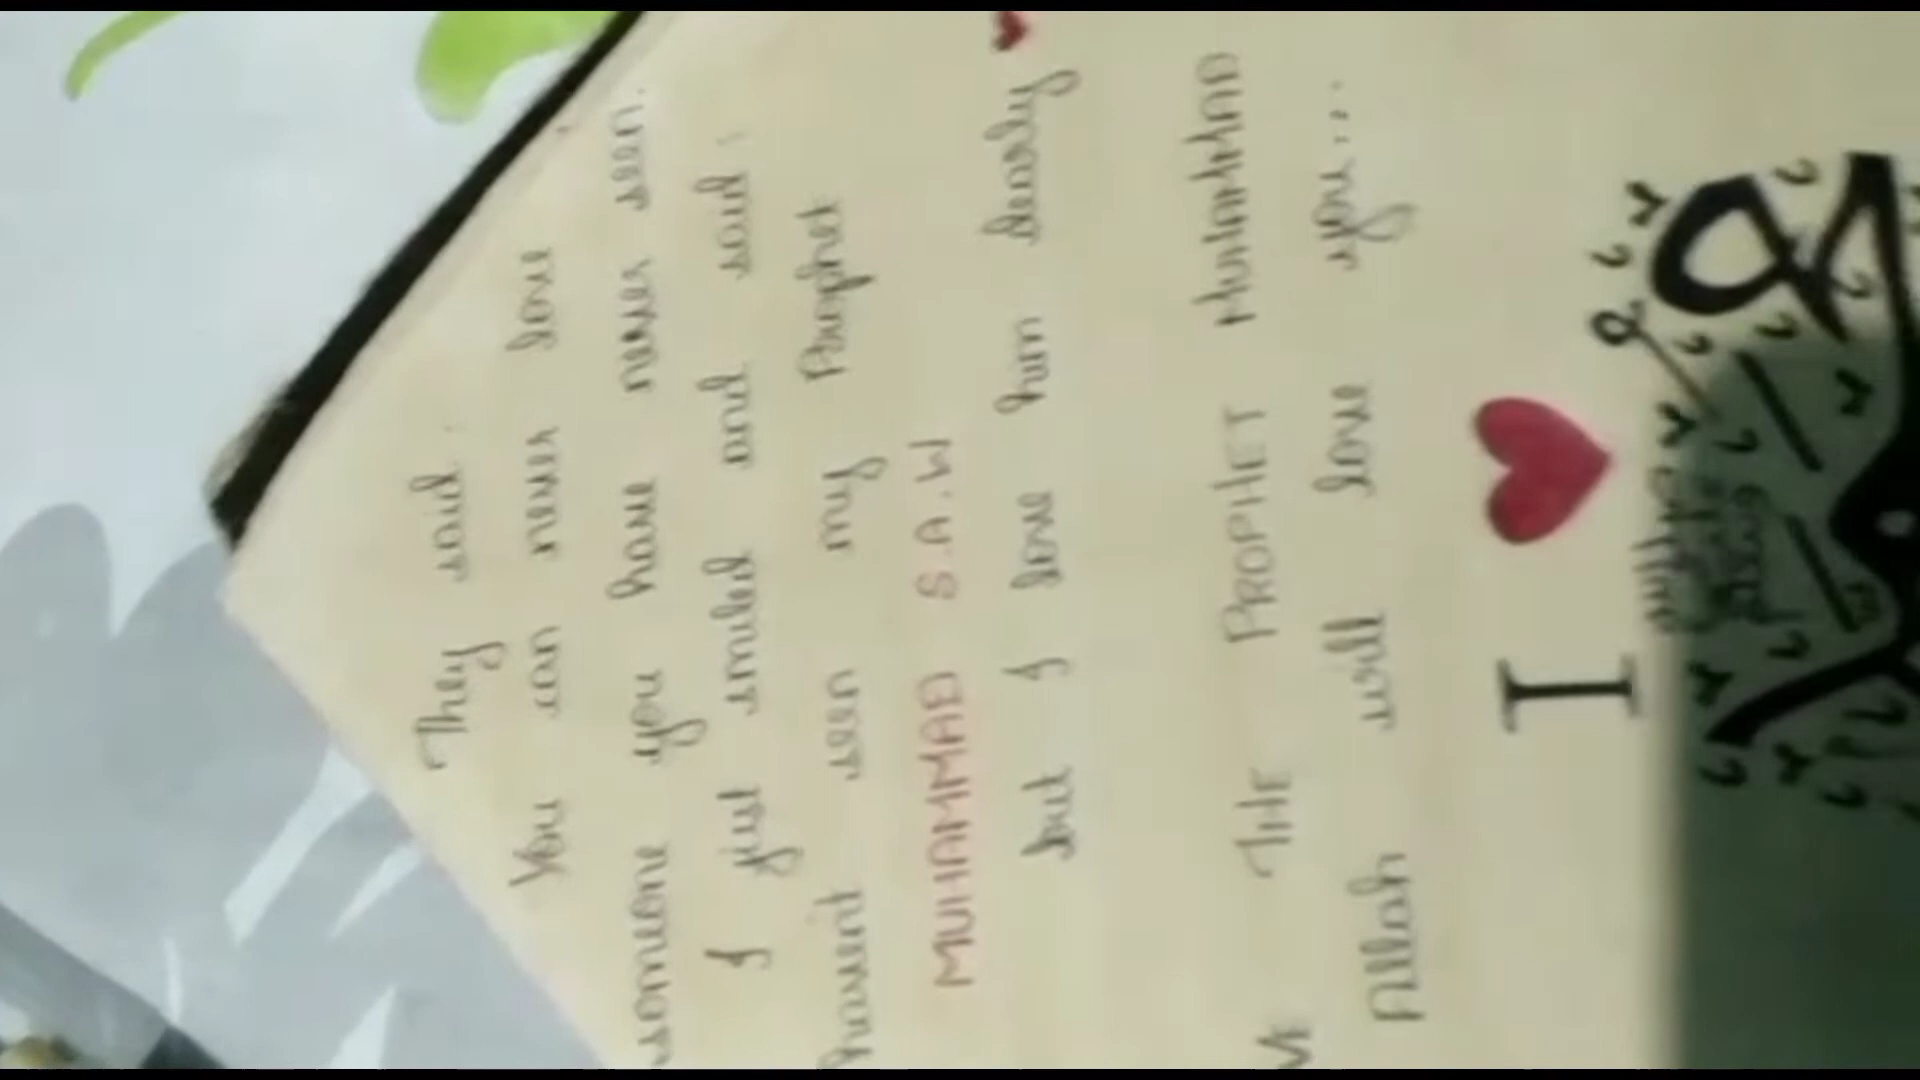 They said:
You can never love
someone you have never seen.
I just smiled and said:
haven't seen my Prophet
MUHAMMAD S.A.W
but I love him dearly
THE PROPHET MUHAMMAD
Allah will love you...
I